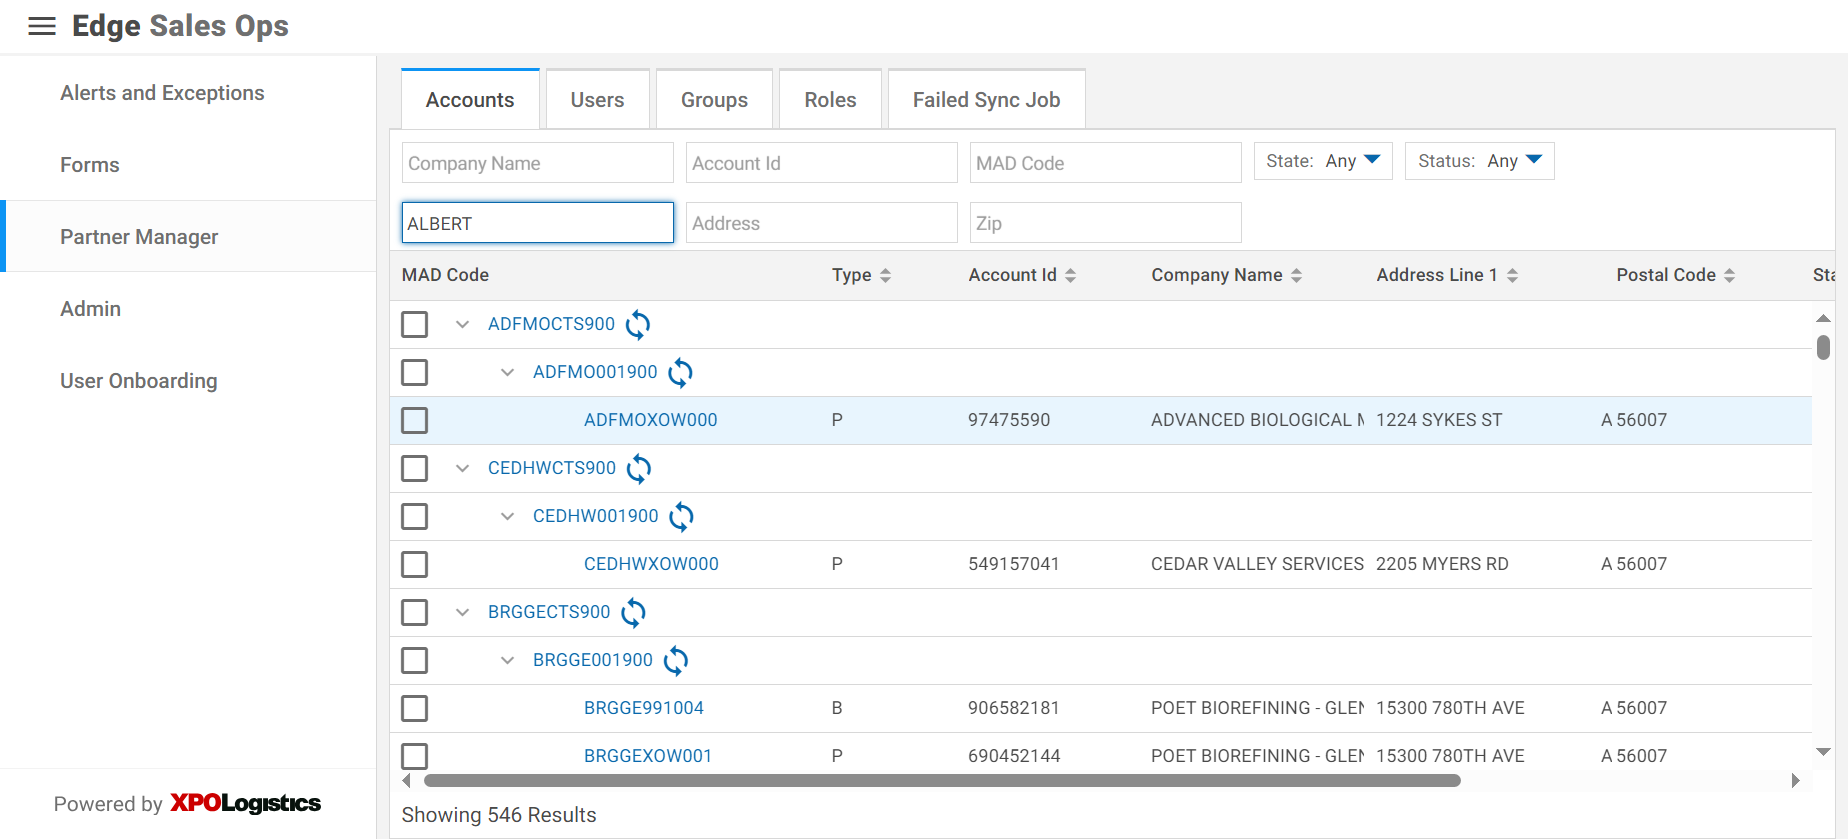 Edge Sales Ops
Alerts and Exceptions
Forms
Partner Manager
Admin
User Onboarding
Powered by XPOLogistics
Accounts Users Groups Roles Failed Sync Job
Company Name Account Id MAD Code State: Any Status: Any
ALBERT Address Zip
MAD Code Type Account Id Company Name Address Line 1 Postal Code Sta
ADFMOCTS900
ADFMO001900
ADFMOXOW000 P 97475590 ADVANCED BIOLOGICAL 1224 SYKES ST A 56007
CEDHWCTS900
CEDHW001900
CEDHWXOW000 P 549157041 CEDAR VALLEY SERVICES 2205 MYERS RD A 56007
BRGGECTS900
BRGGE001900
BRGGE991004 B 906582181 POET BIOREFINING - GLEN 15300 780TH AVE A 56007
BRGGEXOW001 P 690452144 POET BIOREFINING - GLEN 15300 780TH AVE A 56007
Showing 546 Results